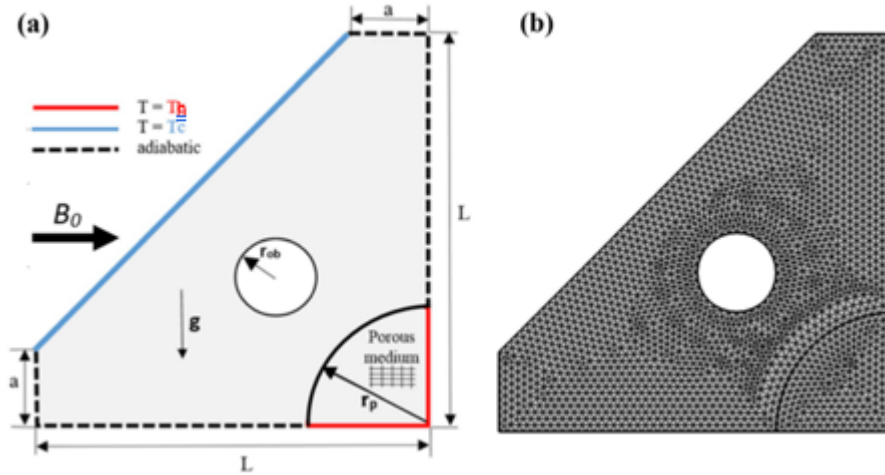 (a)
a
(b)
T = Th
T = Tc
adiabatic
L
B0
rob
g
Porous
medium
a
rp
L